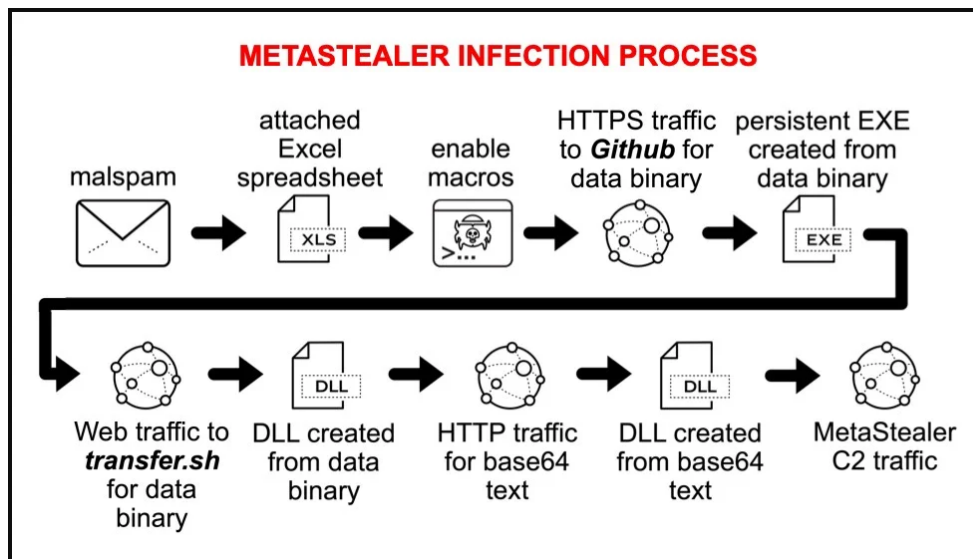 METASTEALER INFECTION PROCESS
malspam
attached
Excel
spreadsheet
enable
macros
HTTPS traffic
to Github for
data binary
persistent EXE
created from
data binary
XLS
>_...
EXE
DLL
DLL
Web traffic to
transfer.sh
for data
binary
DLL created
from data
binary
HTTP traffic
for base64
text
DLL created
from base64
text
MetaStealer
C2 traffic